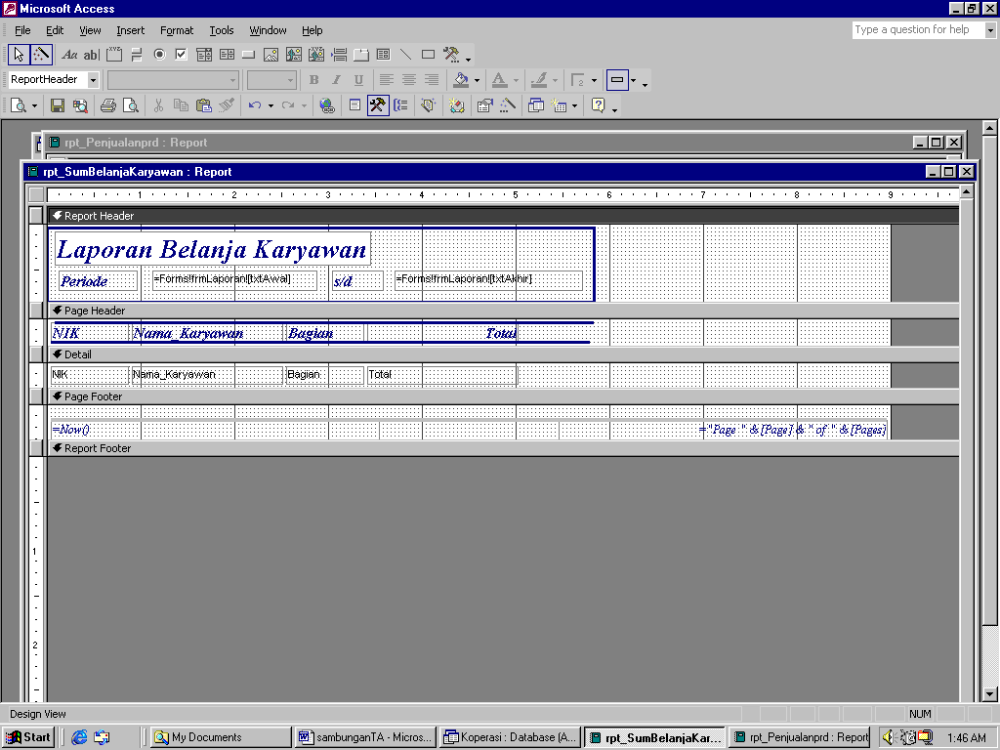 Microsoft Access
File Edit View Insert Format Tools Window Help
Type a question for help
Aa ab| XYZ
ReportHeader
B I U
rpt_Penjualanprd : Report
rpt_SumBelanjaKaryawan : Report
1 2 3 4 5 6 7 8 9
Report Header
Laporan Belanja Karyawan
Periode =Forms!frmLaporan![txtAwal] s/d =Forms!frmLaporan![txtAkhir]
Page Header
NIK Nama_Karyawan Bagian Total
Detail
NIK Nama_Karyawan Bagian Total
Page Footer
=Now() ="Page " & [Page] & " of " & [Pages]
Report Footer
1
2
Design View NUM
Start My Documents sambunganTA - Micros... Koperasi : Database (A... rpt_SumBelanjaKar... rpt_Penjualanprd : Report 1:46 AM